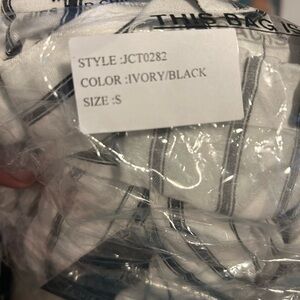 THIS BAG IS
STYLE :JCT0282
COLOR :IVORY/BLACK
SIZE :S